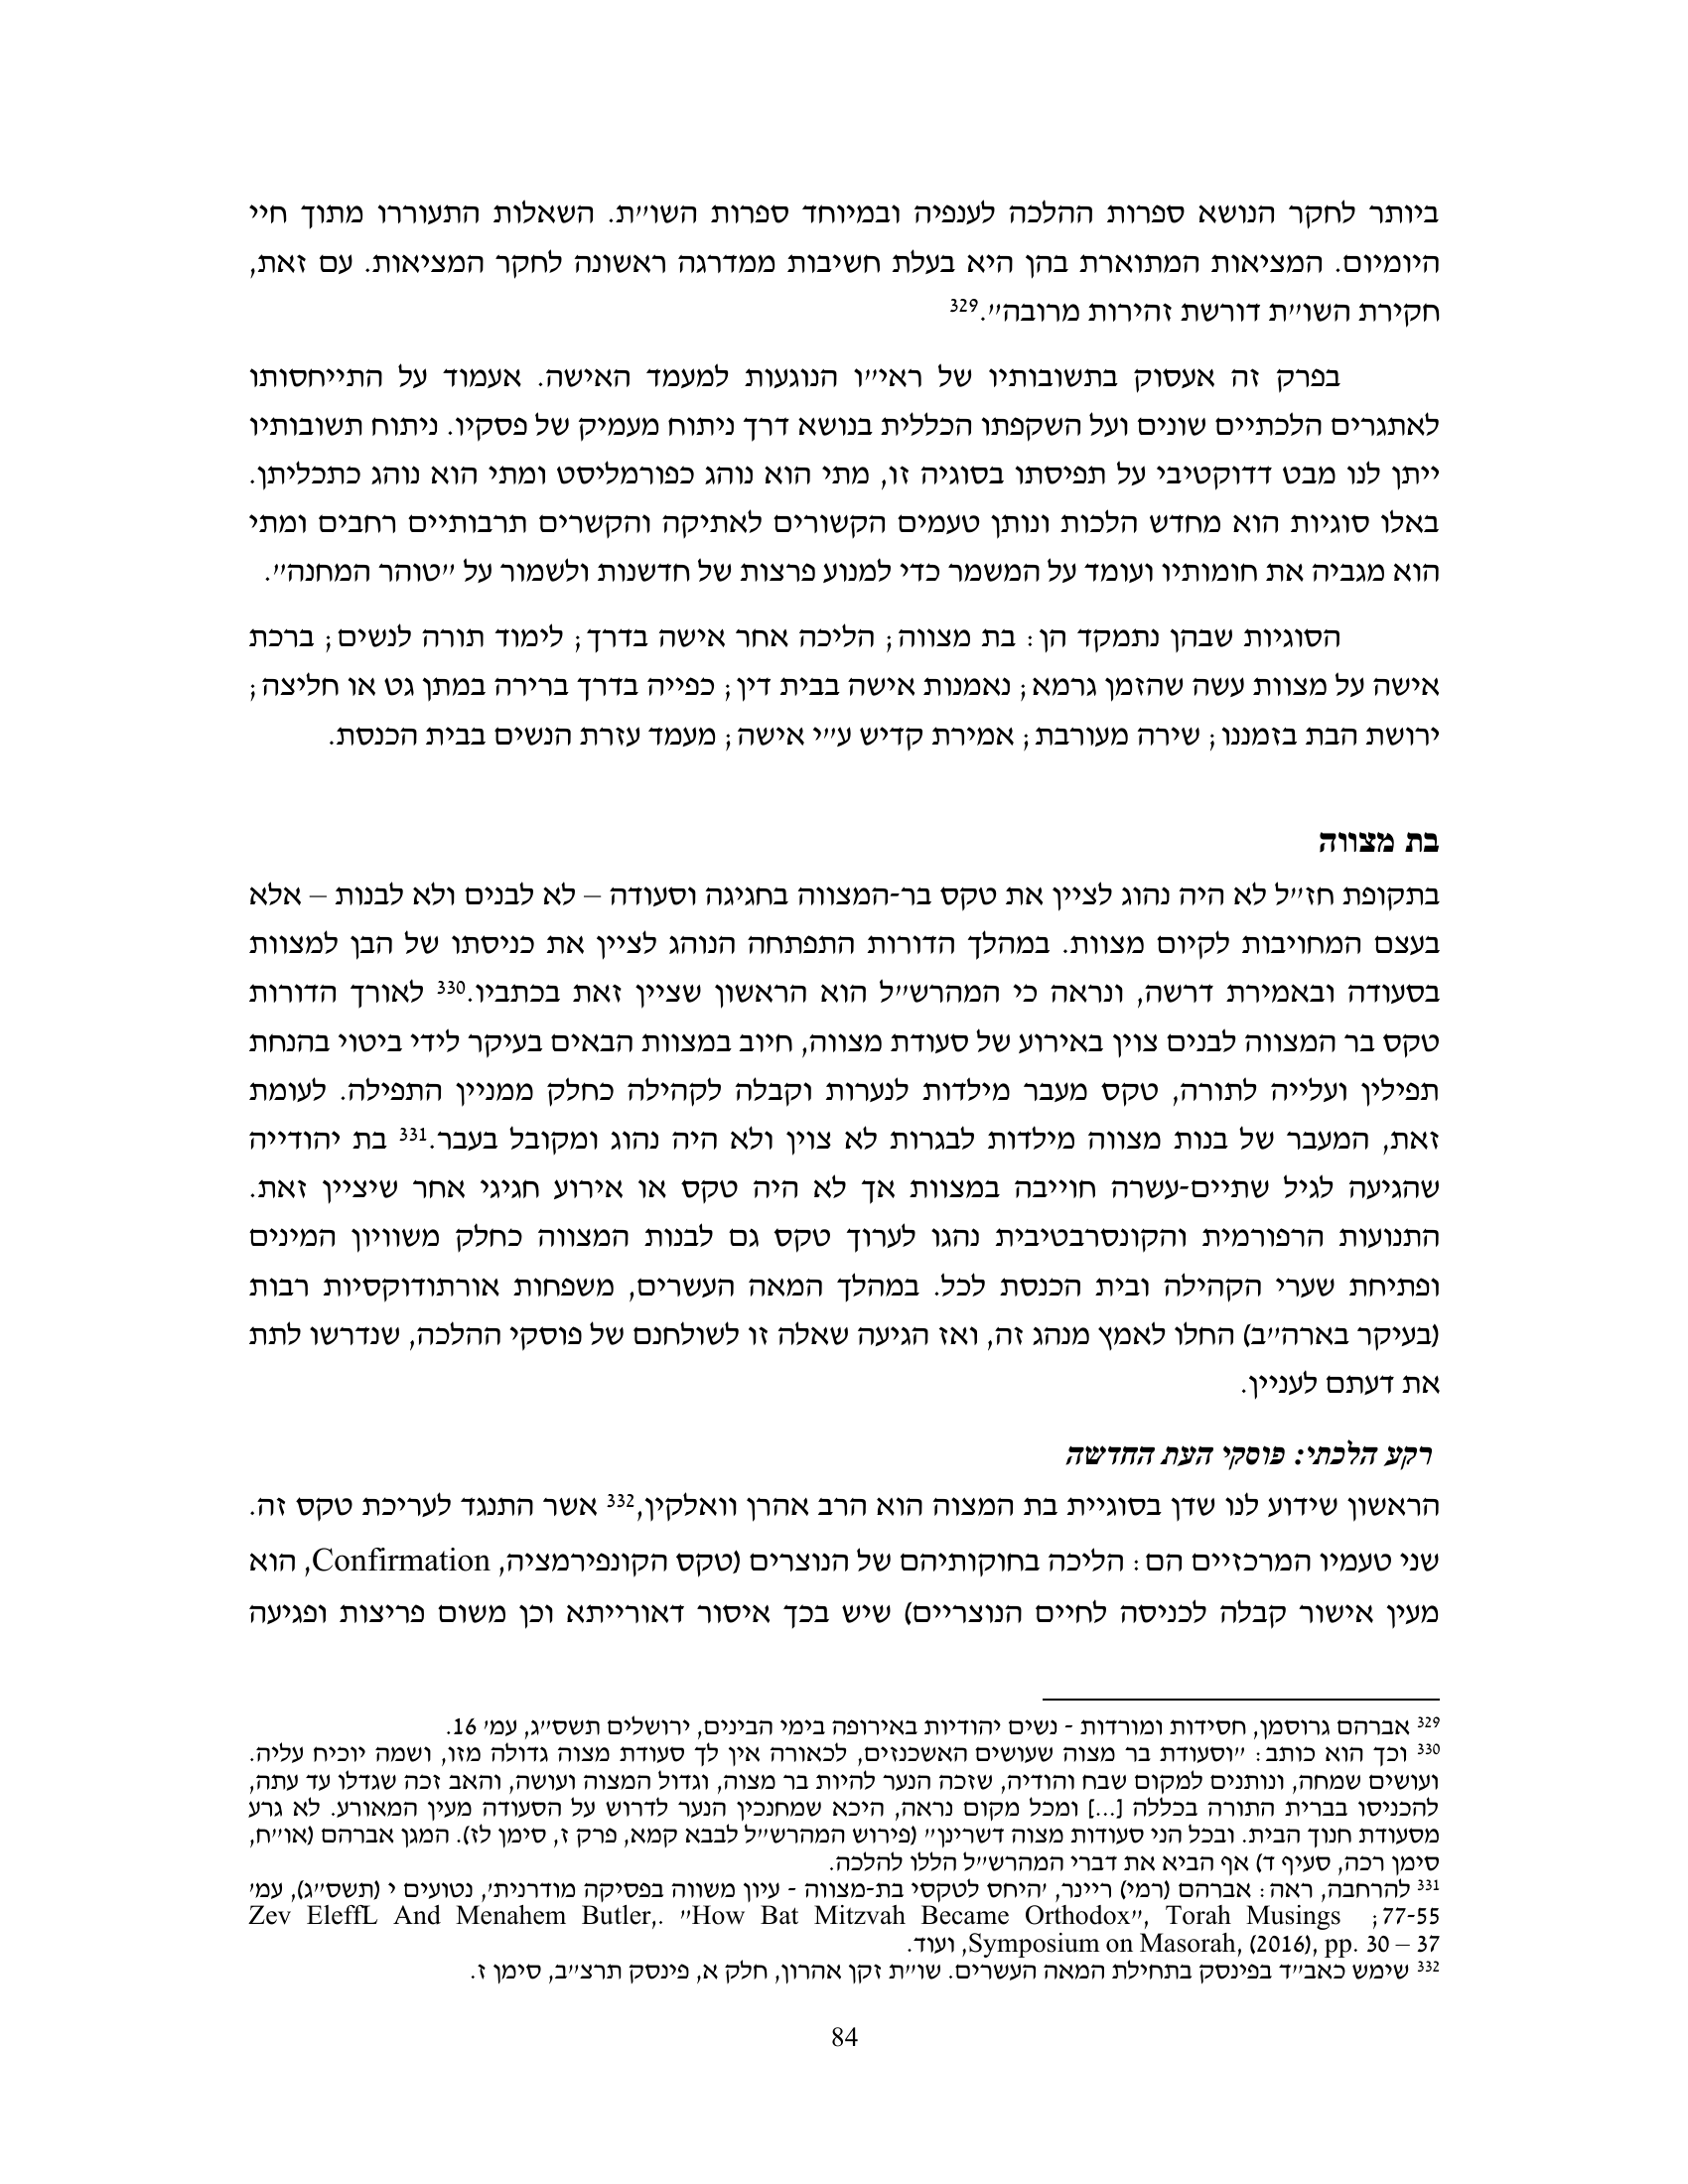 ביותר לחקר הנושא ספרות ההלכה לענפיה ובמיוחד ספרות השו"ת. השאלות התעוררו מתוך חיי
היומיום. המציאות המתוארת בהן היא בעלת חשיבות ממדרגה ראשונה לחקר המציאות. עם זאת,
חקירת השו"ת דורשת זהירות מרובה".329
בפרק זה אעסוק בתשובותיו של ראי"ו הנוגעות למעמד האישה. אעמוד על התייחסותו
לאתגרים הלכתיים שונים ועל השקפתו הכללית בנושא דרך ניתוח מעמיק של פסקיו. ניתוח תשובותיו
ייתן לנו מבט דדוקטיבי על תפיסתו בסוגיה זו, מתי הוא נוהג כפורמליסט ומתי הוא נוהג כתכליתן.
באלו סוגיות הוא מחדש הלכות ונותן טעמים הקשורים לאתיקה והקשרים תרבותיים רחבים ומתי
הוא מגביה את חומותיו ועומד על המשמר כדי למנוע פרצות של חדשנות ולשמור על "טוהר המחנה".
הסוגיות שבהן נתמקד הן: בת מצווה; הליכה אחר אישה בדרך; לימוד תורה לנשים; ברכת
אישה על מצוות עשה שהזמן גרמא; נאמנות אישה בבית דין; כפייה בדרך ברירה במתן גט או חליצה;
ירושת הבת בזמננו; שירה מעורבת; אמירת קדיש ע"י אישה; מעמד עזרת הנשים בבית הכנסת.
בת מצווה
בתקופת חז"ל לא היה נהוג לציין את טקס בר-המצווה בחגיגה וסעודה – לא לבנים ולא לבנות – אלא
בעצם המחויבות לקיום מצוות. במהלך הדורות התפתחה הנוהג לציין את כניסתו של הבן למצוות
בסעודה ובאמירת דרשה, ונראה כי המהרש"ל הוא הראשון שציין זאת בכתביו.330 לאורך הדורות
טקס בר המצווה לבנים צוין באירוע של סעודת מצווה, חיוב במצוות הבאים בעיקר לידי ביטוי בהנחת
תפילין ועלייה לתורה, טקס מעבר מילדות לנערות וקבלה לקהילה כחלק ממניין התפילה. לעומת
זאת, המעבר של בנות מצווה מילדות לבגרות לא צוין ולא היה נהוג ומקובל בעבר.331 בת יהודייה
שהגיעה לגיל שתיים-עשרה חוייבה במצוות אך לא היה טקס או אירוע חגיגי אחר שיציין זאת.
התנועות הרפורמית והקונסרבטיבית נהגו לערוך טקס גם לבנות המצווה כחלק משוויון המינים
ופתיחת שערי הקהילה ובית הכנסת לכל. במהלך המאה העשרים, משפחות אורתודוקסיות רבות
(בעיקר בארה"ב) החלו לאמץ מנהג זה, ואז הגיעה שאלה זו לשולחנם של פוסקי ההלכה, שנדרשו לתת
את דעתם לעניין.
רקע הלכתי: פוסקי העת החדשה
הראשון שידוע לנו שדן בסוגיית בת המצוה הוא הרב אהרן וואלקין,332 אשר התנגד לעריכת טקס זה.
שני טעמיו המרכזיים הם: הליכה בחוקותיהם של הנוצרים (טקס הקונפירמציה, Confirmation, הוא
מעין אישור קבלה לכניסה לחיים הנוצריים) שיש בכך איסור דאורייתא וכן משום פריצות ופגיעה
329 אברהם גרוסמן, חסידות ומורדות - נשים יהודיות באירופה בימי הבינים, ירושלים תשס"ג, עמ' 16.
330 וכך הוא כותב: "וסעודת בר מצוה שעושים האשכנזים, לכאורה אין לך סעודת מצוה גדולה מזו, ושמה יוכיח עליה.
ועושים שמחה, ונותנים למקום שבח והודיה, שזכה הנער להיות בר מצוה, וגדול המצוה ועושה, והאב זכה שגדלו עד עתה,
להכניסו בברית התורה בכללה [...] ומכל מקום נראה, היכא שמחנכין הנער לדרוש על הסעודה מעין המאורע. לא גרע
מסעודת חנוך הבית. ובכל הני סעודות מצוה דשרינן" (פירוש המהרש"ל לבבא קמא, פרק ז, סימן לז). המגן אברהם (או"ח,
סימן רכה, סעיף ד) אף הביא את דברי המהרש"ל הללו להלכה.
331 להרחבה, ראה: אברהם (רמי) ריינר, 'היחס לטקסי בת-מצווה - עיון משווה בפסיקה מודרנית', נטועים י (תשס"ג), עמ'
77-55; Zev EleffL And Menahem Butler,. "How Bat Mitzvah Became Orthodox", Torah Musings
Symposium on Masorah, (2016), pp. 30 – 37, ועוד.
332 שימש כאב"ד בפינסק בתחילת המאה העשרים. שו"ת זקן אהרון, חלק א, פינסק תרצ"ב, סימן ז.
84